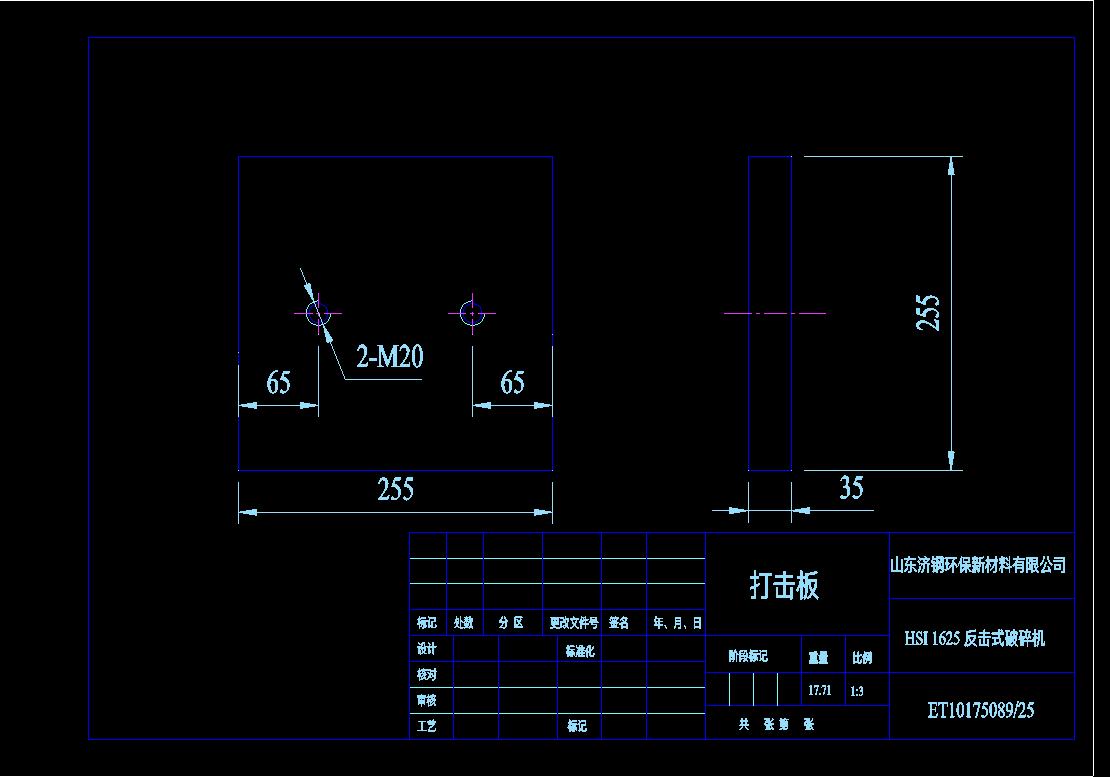 2-M20
65
65
255
255
35
打击板
山东济钢环保新材料有限公司
标记 处数 分 区 更改文件号 签名 年、月、日
HSI 1625 反击式破碎机
设计 标准化
阶段标记 重量 比例
核对
17.71 1:3
审核
ET10175089/25
工艺 标记
共 张 第 张